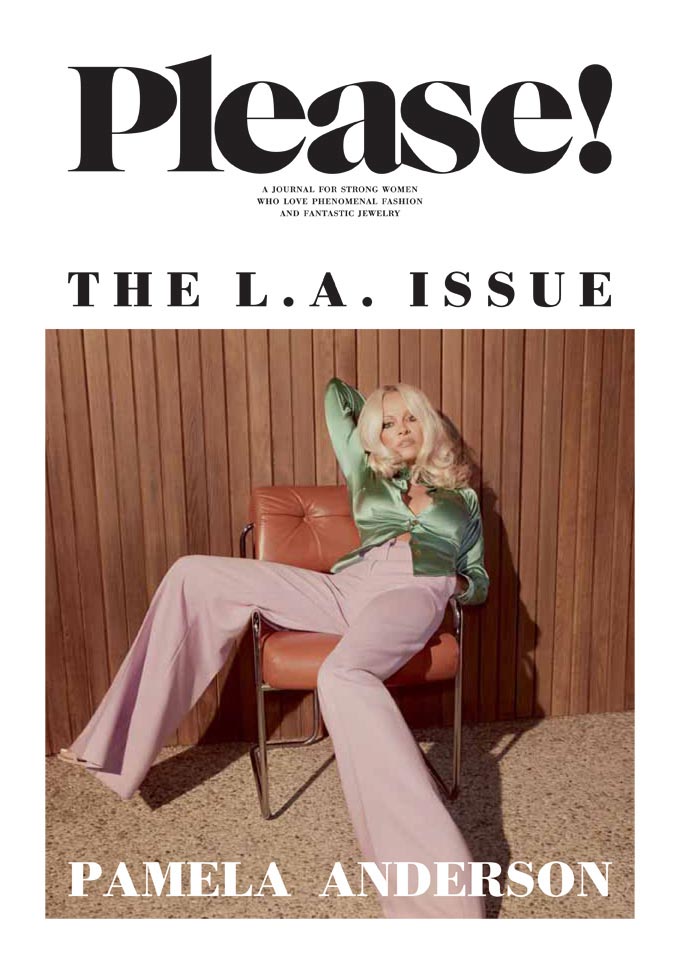 Please!
A JOURNAL FOR STRONG WOMEN
WHO LOVE PHENOMENAL FASHION
AND FANTASTIC JEWELRY
THE L.A. ISSUE
PAMELA ANDERSON